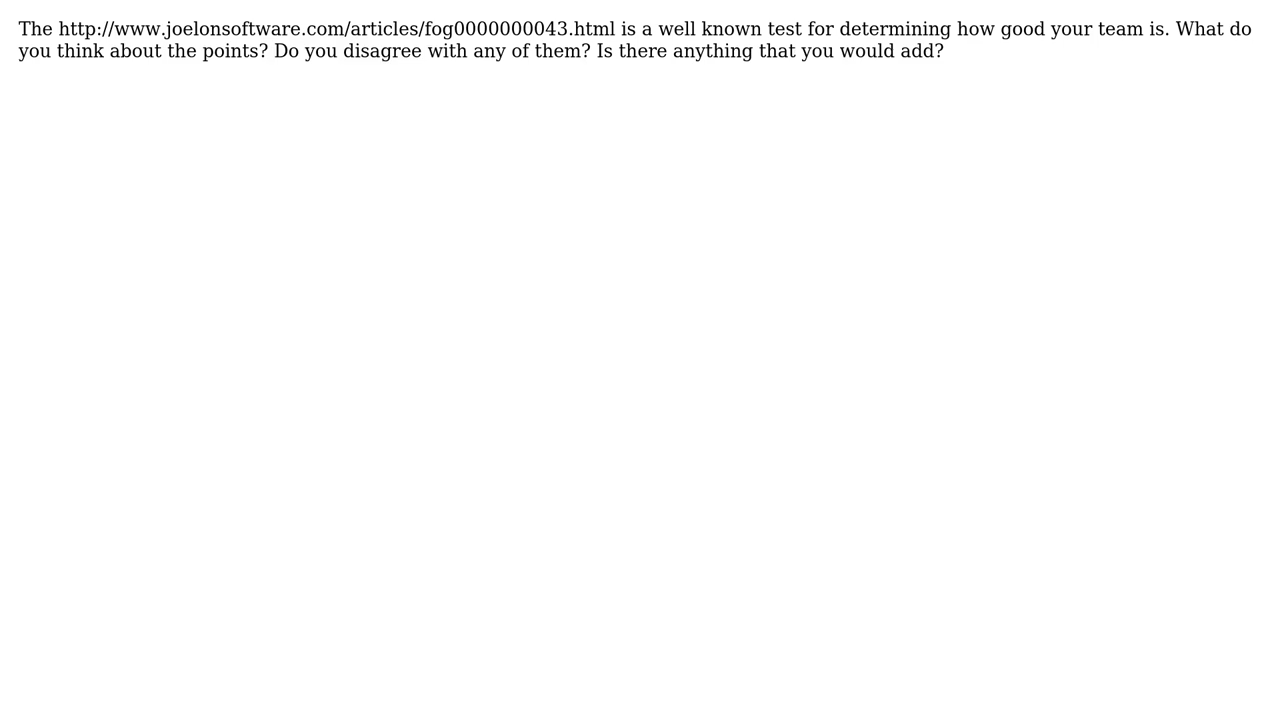 The http://www.joelonsoftware.com/articles/fog0000000043.html is a well known test for determining how good your team is. What do
you think about the points? Do you disagree with any of them? Is there anything that you would add?